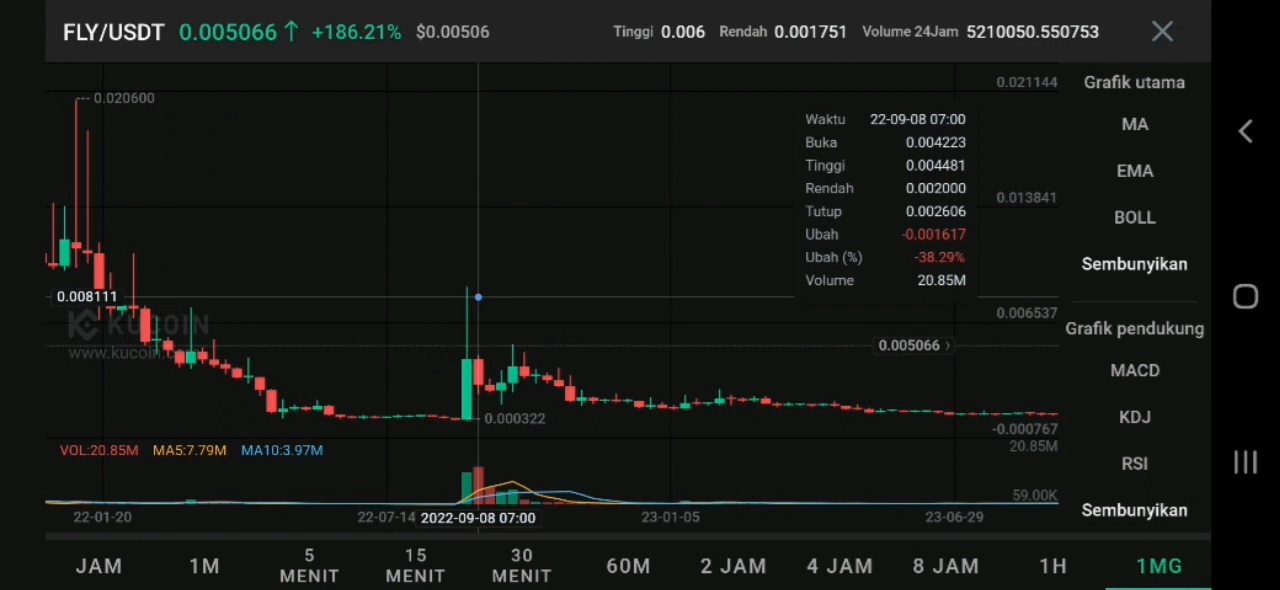 FLY/USDT 0.005066 ↑ +186.21% $0.00506 Tinggi 0.006 Rendah 0.001751 Volume 24Jam 5210050.550753
0.021144
0.020600
0.013841
0.008111
0.006537
0.005066 ›
0.000322
-0.000767
KUCOIN
www.kucoin.com
Waktu 22-09-08 07:00
Buka 0.004223
Tinggi 0.004481
Rendah 0.002000
Tutup 0.002606
Ubah -0.001617
Ubah (%) -38.29%
Volume 20.85M
VOL:20.85M MA5:7.79M MA10:3.97M
20.85M
59.00K
22-01-20 22-07-14 2022-09-08 07:00 23-01-05 23-06-29
Grafik utama
MA
EMA
BOLL
Sembunyikan
Grafik pendukung
MACD
KDJ
RSI
Sembunyikan
JAM 1M 5 MENIT 15 MENIT 30 MENIT 60M 2 JAM 4 JAM 8 JAM 1H 1MG